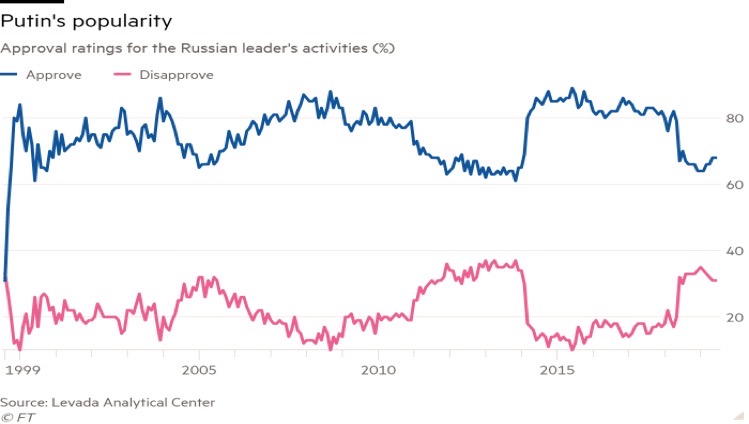 Putin's popularity
Approval ratings for the Russian leader's activities (%)
Approve Disapprove
80
60
40
20
1999 2005 2010 2015
Source: Levada Analytical Center
© FT